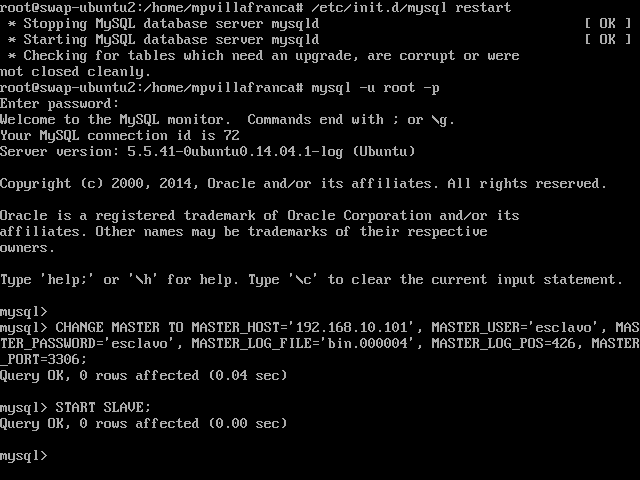 root@swap-ubuntu2:/home/mpvillafranca# /etc/init.d/mysql restart
 * Stopping MySQL database server mysqld                                 [ OK ]
 * Starting MySQL database server mysqld                                 [ OK ]
 * Checking for tables which need an upgrade, are corrupt or were
not closed cleanly.
root@swap-ubuntu2:/home/mpvillafranca# mysql -u root -p
Enter password:
Welcome to the MySQL monitor.  Commands end with ; or \g.
Your MySQL connection id is 72
Server version: 5.5.41-0ubuntu0.14.04.1-log (Ubuntu)

Copyright (c) 2000, 2014, Oracle and/or its affiliates. All rights reserved.

Oracle is a registered trademark of Oracle Corporation and/or its
affiliates. Other names may be trademarks of their respective
owners.

Type 'help;' or '\h' for help. Type '\c' to clear the current input statement.

mysql>
mysql> CHANGE MASTER TO MASTER_HOST='192.168.10.101', MASTER_USER='esclavo', MAS
TER_PASSWORD='esclavo', MASTER_LOG_FILE='bin.000004', MASTER_LOG_POS=426, MASTER
_PORT=3306;
Query OK, 0 rows affected (0.04 sec)

mysql> START SLAVE;
Query OK, 0 rows affected (0.00 sec)

mysql>